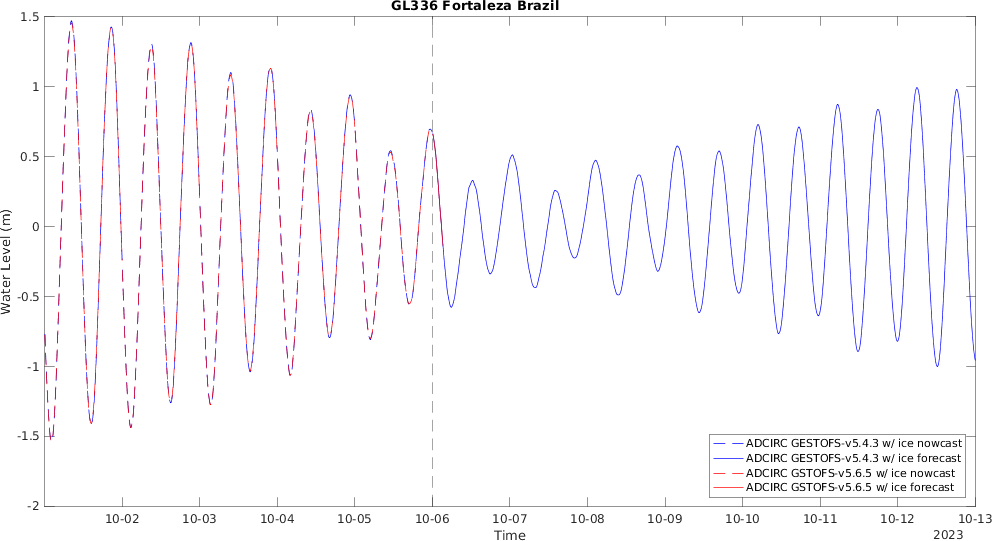 GL336 Fortaleza Brazil
1.5
1
0.5
0
-0.5
-1
-1.5
-2
Water Level (m)
10-02 10-03 10-04 10-05 10-06 10-07 10-08 10-09 10-10 10-11 10-12 10-13
Time
2023
ADCIRC GESTOFS-v5.4.3 w/ ice nowcast
ADCIRC GESTOFS-v5.4.3 w/ ice forecast
ADCIRC GSTOFS-v5.6.5 w/ ice nowcast
ADCIRC GSTOFS-v5.6.5 w/ ice forecast